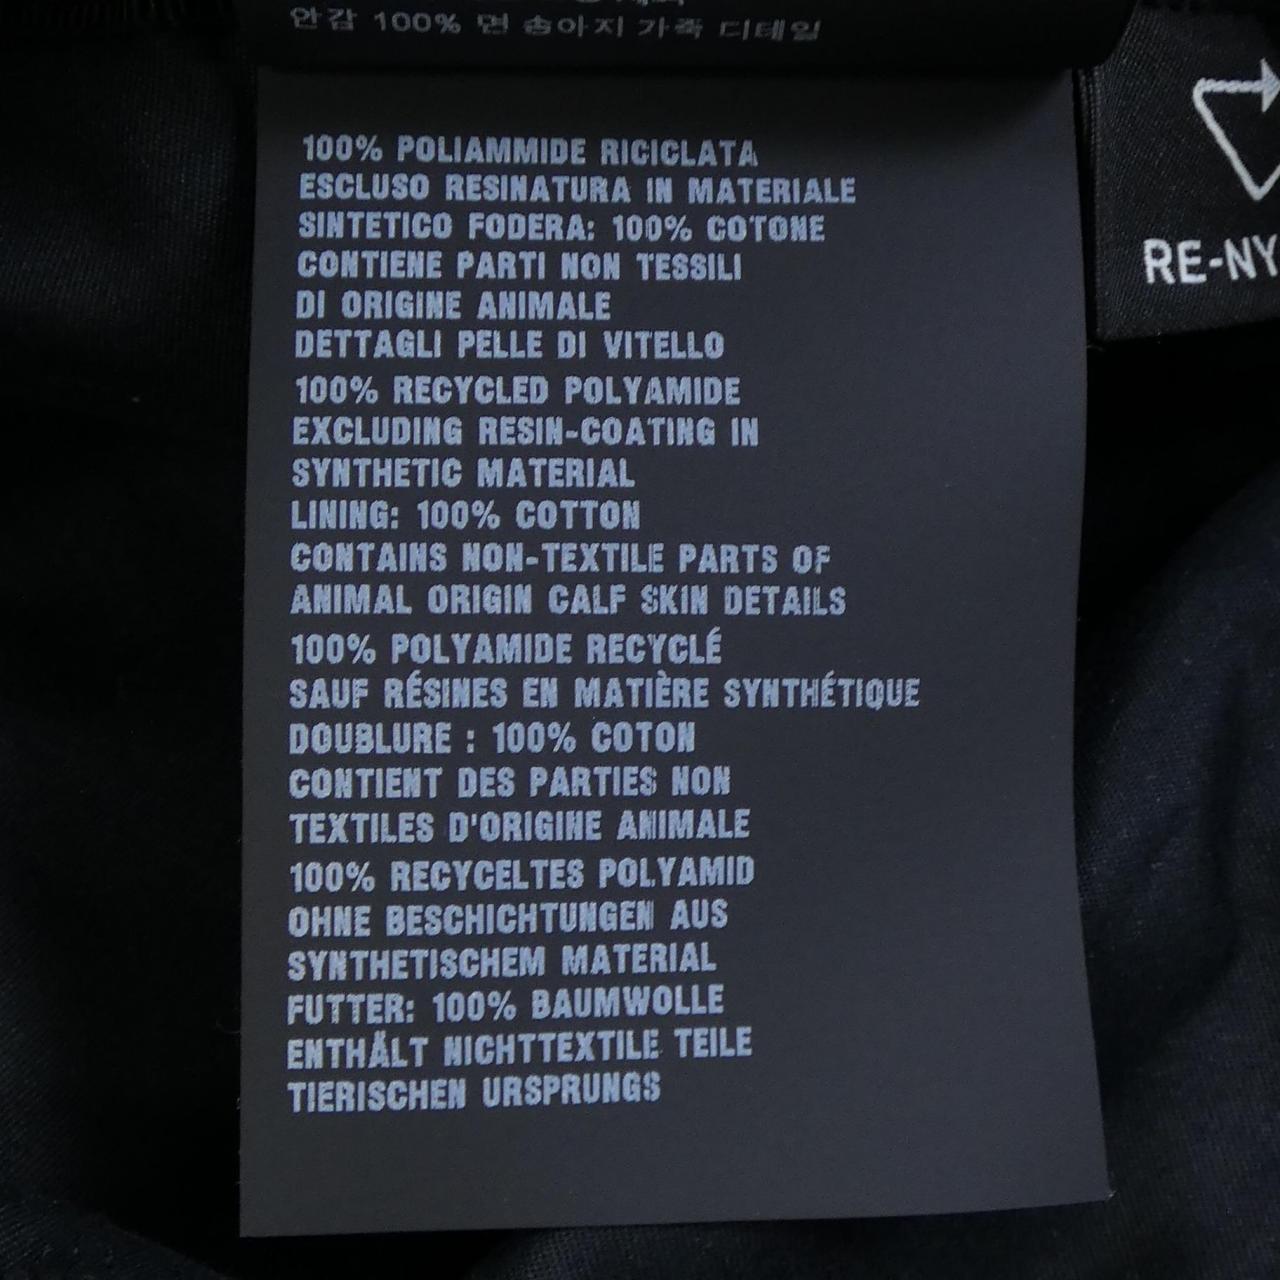 안감 100% 면 송아지 가죽 디테일
100% POLIAMMIDE RICICLATA
ESCLUSO RESINATURA IN MATERIALE
SINTETICO FODERA: 100% COTONE
CONTIENE PARTI NON TESSILI
DI ORIGINE ANIMALE
DETTAGLI PELLE DI VITELLO
100% RECYCLED POLYAMIDE
EXCLUDING RESIN-COATING IN
SYNTHETIC MATERIAL
LINING: 100% COTTON
CONTAINS NON-TEXTILE PARTS OF
ANIMAL ORIGIN CALF SKIN DETAILS
100% POLYAMIDE RECYCLÉ
SAUF RÉSINES EN MATIÈRE SYNTHÉTIQUE
DOUBLURE : 100% COTON
CONTIENT DES PARTIES NON
TEXTILES D'ORIGINE ANIMALE
100% RECYCELTES POLYAMID
OHNE BESCHICHTUNGEN AUS
SYNTHETISCHEM MATERIAL
FUTTER: 100% BAUMWOLLE
ENTHÄLT NICHTTEXTILE TEILE
TIERISCHEN URSPRUNGS
RE-NY